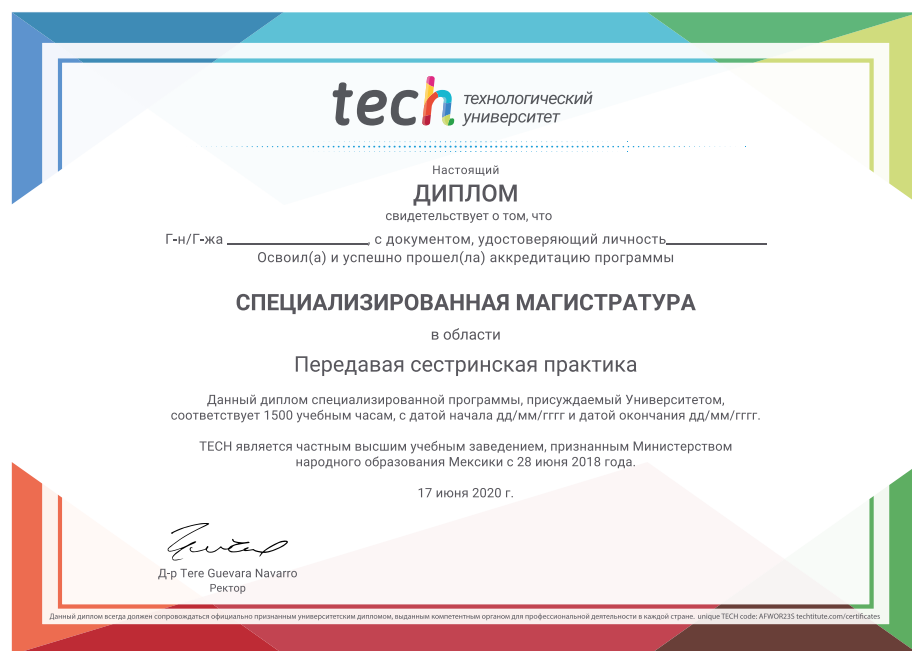 tech технологический
университет
Настоящий
ДИПЛОМ
свидетельствует о том, что
Г-н/Г-жа ____________________, с документом, удостоверяющий личность______________
Освоил(а) и успешно прошел(ла) аккредитацию программы
СПЕЦИАЛИЗИРОВАННАЯ МАГИСТРАТУРА
в области
Передавая сестринская практика
Данный диплом специализированной программы, присуждаемый Университетом,
соответствует 1500 учебным часам, с датой начала дд/мм/гггг и датой окончания дд/мм/гггг.
TECH является частным высшим учебным заведением, признанным Министерством
народного образования Мексики с 28 июня 2018 года.
17 июня 2020 г.
Д-р Tere Guevara Navarro
Ректор
Данный диплом всегда должен сопровождаться официально признанным университетским дипломом, выданным компетентным органом для профессиональной деятельности в каждой стране. unique TECH code: AFWOR23S techtitute.com/certificates